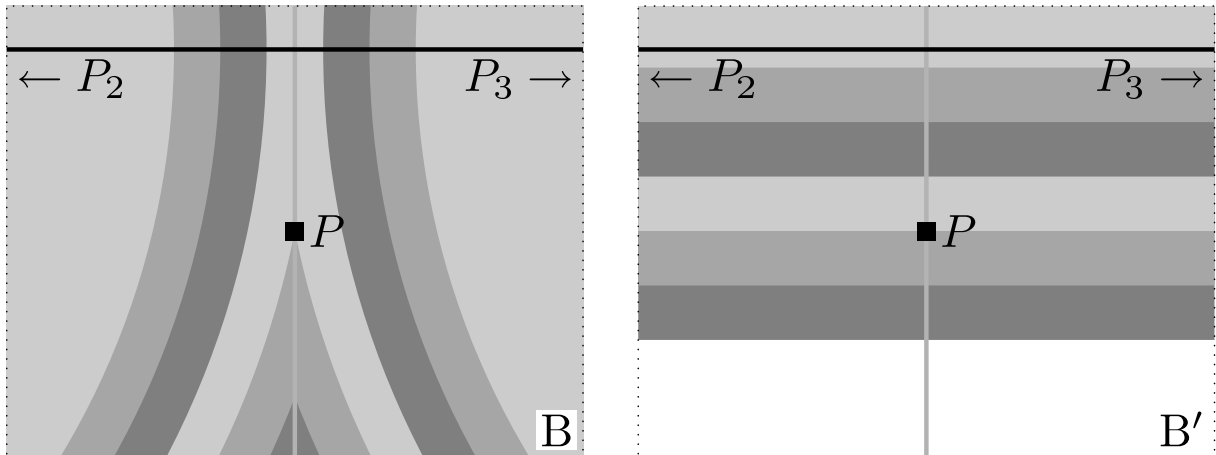 ← P₂ P₃ →
P
B
← P₂ P₃ →
P
B′